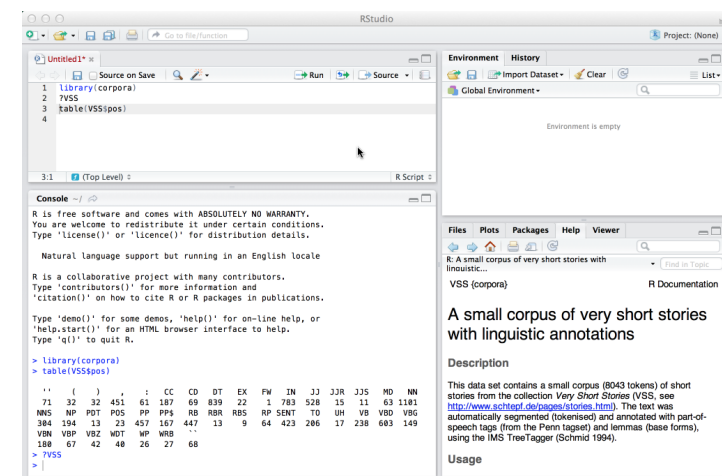 RStudio
Go to file/function
Project: (None)
Untitled1* ×
Source on Save
Run
Source
1 library(corpora)
2 ?VSS
3 table(VSS$pos)
4
3:1 (Top Level) R Script
Console ~/
R is free software and comes with ABSOLUTELY NO WARRANTY.
You are welcome to redistribute it under certain conditions.
Type 'license()' or 'licence()' for distribution details.
Natural language support but running in an English locale
R is a collaborative project with many contributors.
Type 'contributors()' for more information and
'citation()' on how to cite R or R packages in publications.
Type 'demo()' for some demos, 'help()' for on-line help, or
'help.start()' for an HTML browser interface to help.
Type 'q()' to quit R.
> library(corpora)
> table(VSS$pos)
'' ( ) , : CC CD DT EX FW IN JJ JJR JJS MD NN
71 32 32 451 61 187 69 839 22 1 783 528 15 11 63 1101
NNS NP PDT POS PP PP$ RB RBR RBS RP SENT TO UH VB VBD VBG
304 194 13 23 457 167 447 13 9 64 423 206 17 238 603 149
VBN VBP VBZ WDT WP WRB ``
180 67 42 40 26 27 68
> ?VSS
>
Environment History
Import Dataset Clear List
Global Environment
Environment is empty
Files Plots Packages Help Viewer
R: A small corpus of very short stories with linguistic...
Find in Topic
VSS {corpora} R Documentation
A small corpus of very short stories
with linguistic annotations
Description
This data set contains a small corpus (8043 tokens) of short
stories from the collection Very Short Stories (VSS, see
http://www.schtepf.de/pages/stories.html). The text was
automatically segmented (tokenised) and annotated with part-of-
speech tags (from the Penn tagset) and lemmas (base forms),
using the IMS TreeTagger (Schmid 1994).
Usage